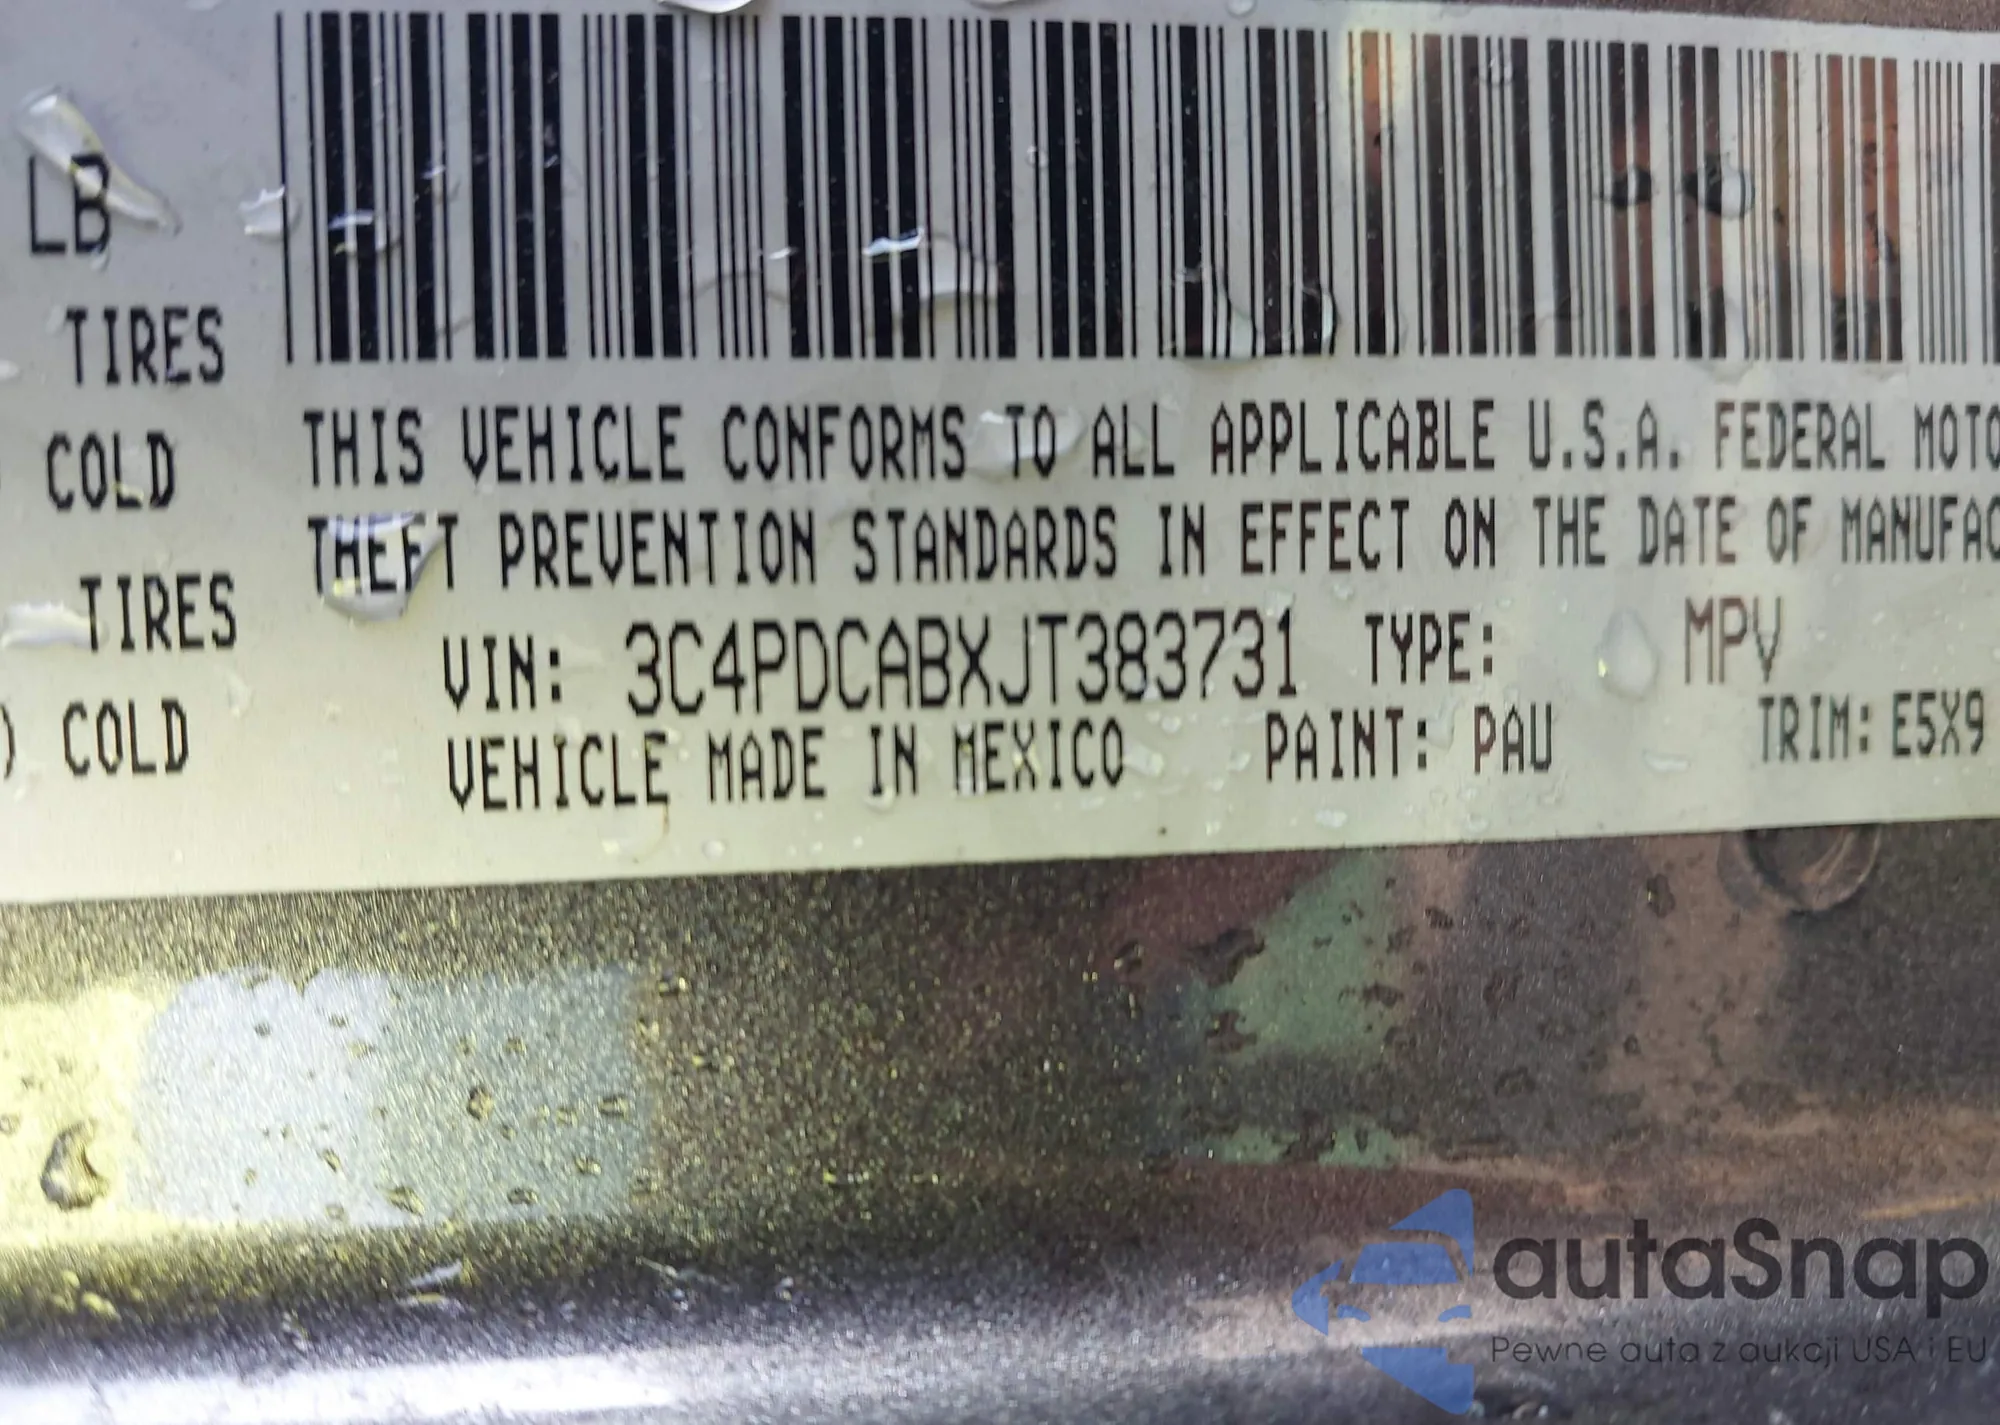 LB
TIRES
COLD
TIRES
) COLD
THIS VEHICLE CONFORMS TO ALL APPLICABLE U.S.A. FEDERAL MOTO
THEFT PREVENTION STANDARDS IN EFFECT ON THE DATE OF MANUFAC
VIN: 3C4PDCABXJT383731 TYPE: MPV
VEHICLE MADE IN MEXICO PAINT: PAU TRIM: E5X9
autaSnap
Pewne auta z aukcji USA i EU